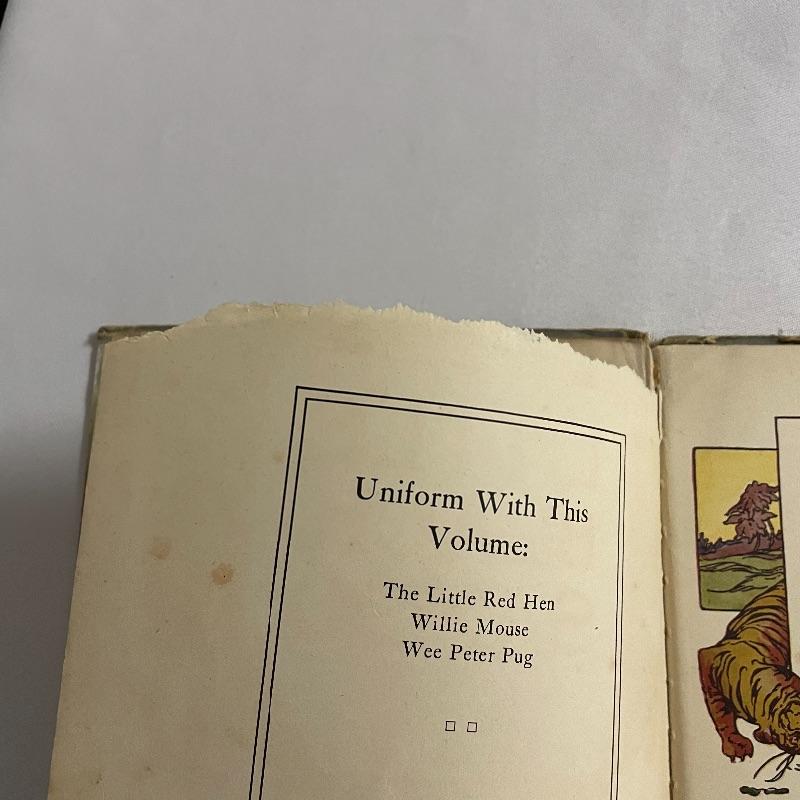 Uniform With This
Volume:
The Little Red Hen
Willie Mouse
Wee Peter Pug